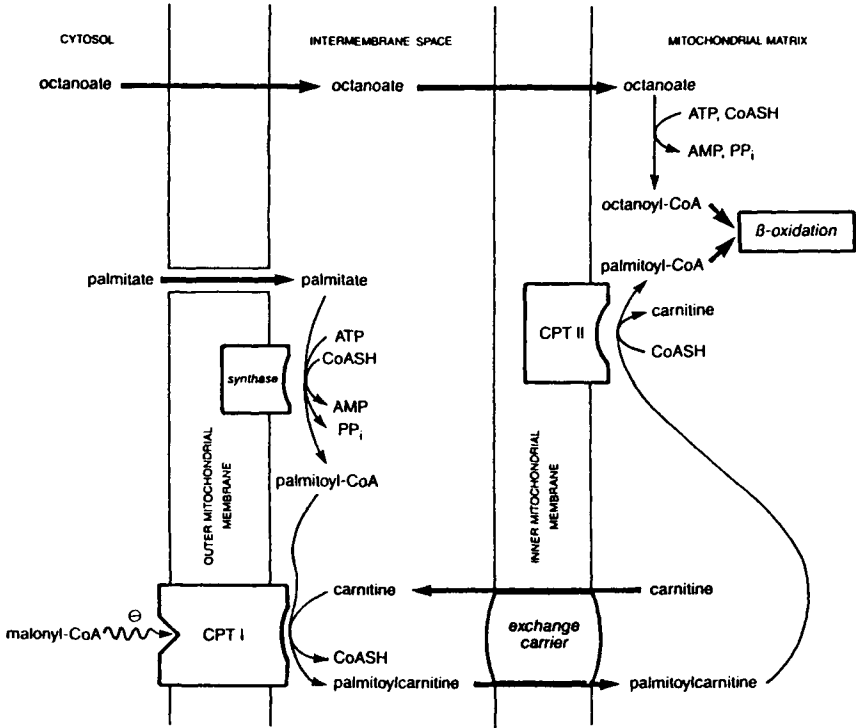 CYTOSOL
INTERMEMBRANE SPACE
MITOCHONDRIAL MATRIX
octanoate
octanoate
octanoate
ATP, CoASH
AMP, PPi
octanoyl-CoA
β-oxidation
palmitate
palmitate
palmitoyl-CoA
ATP
CoASH
synthase
AMP
PPi
CPT II
carnitine
CoASH
palmitoyl-CoA
OUTER MITOCHONDRIAL
MEMBRANE
INNER MITOCHONDRIAL
MEMBRANE
carnitine
carnitine
malonyl-CoA
⊖
CPT I
exchange
carrier
CoASH
palmitoylcarnitine
palmitoylcarnitine